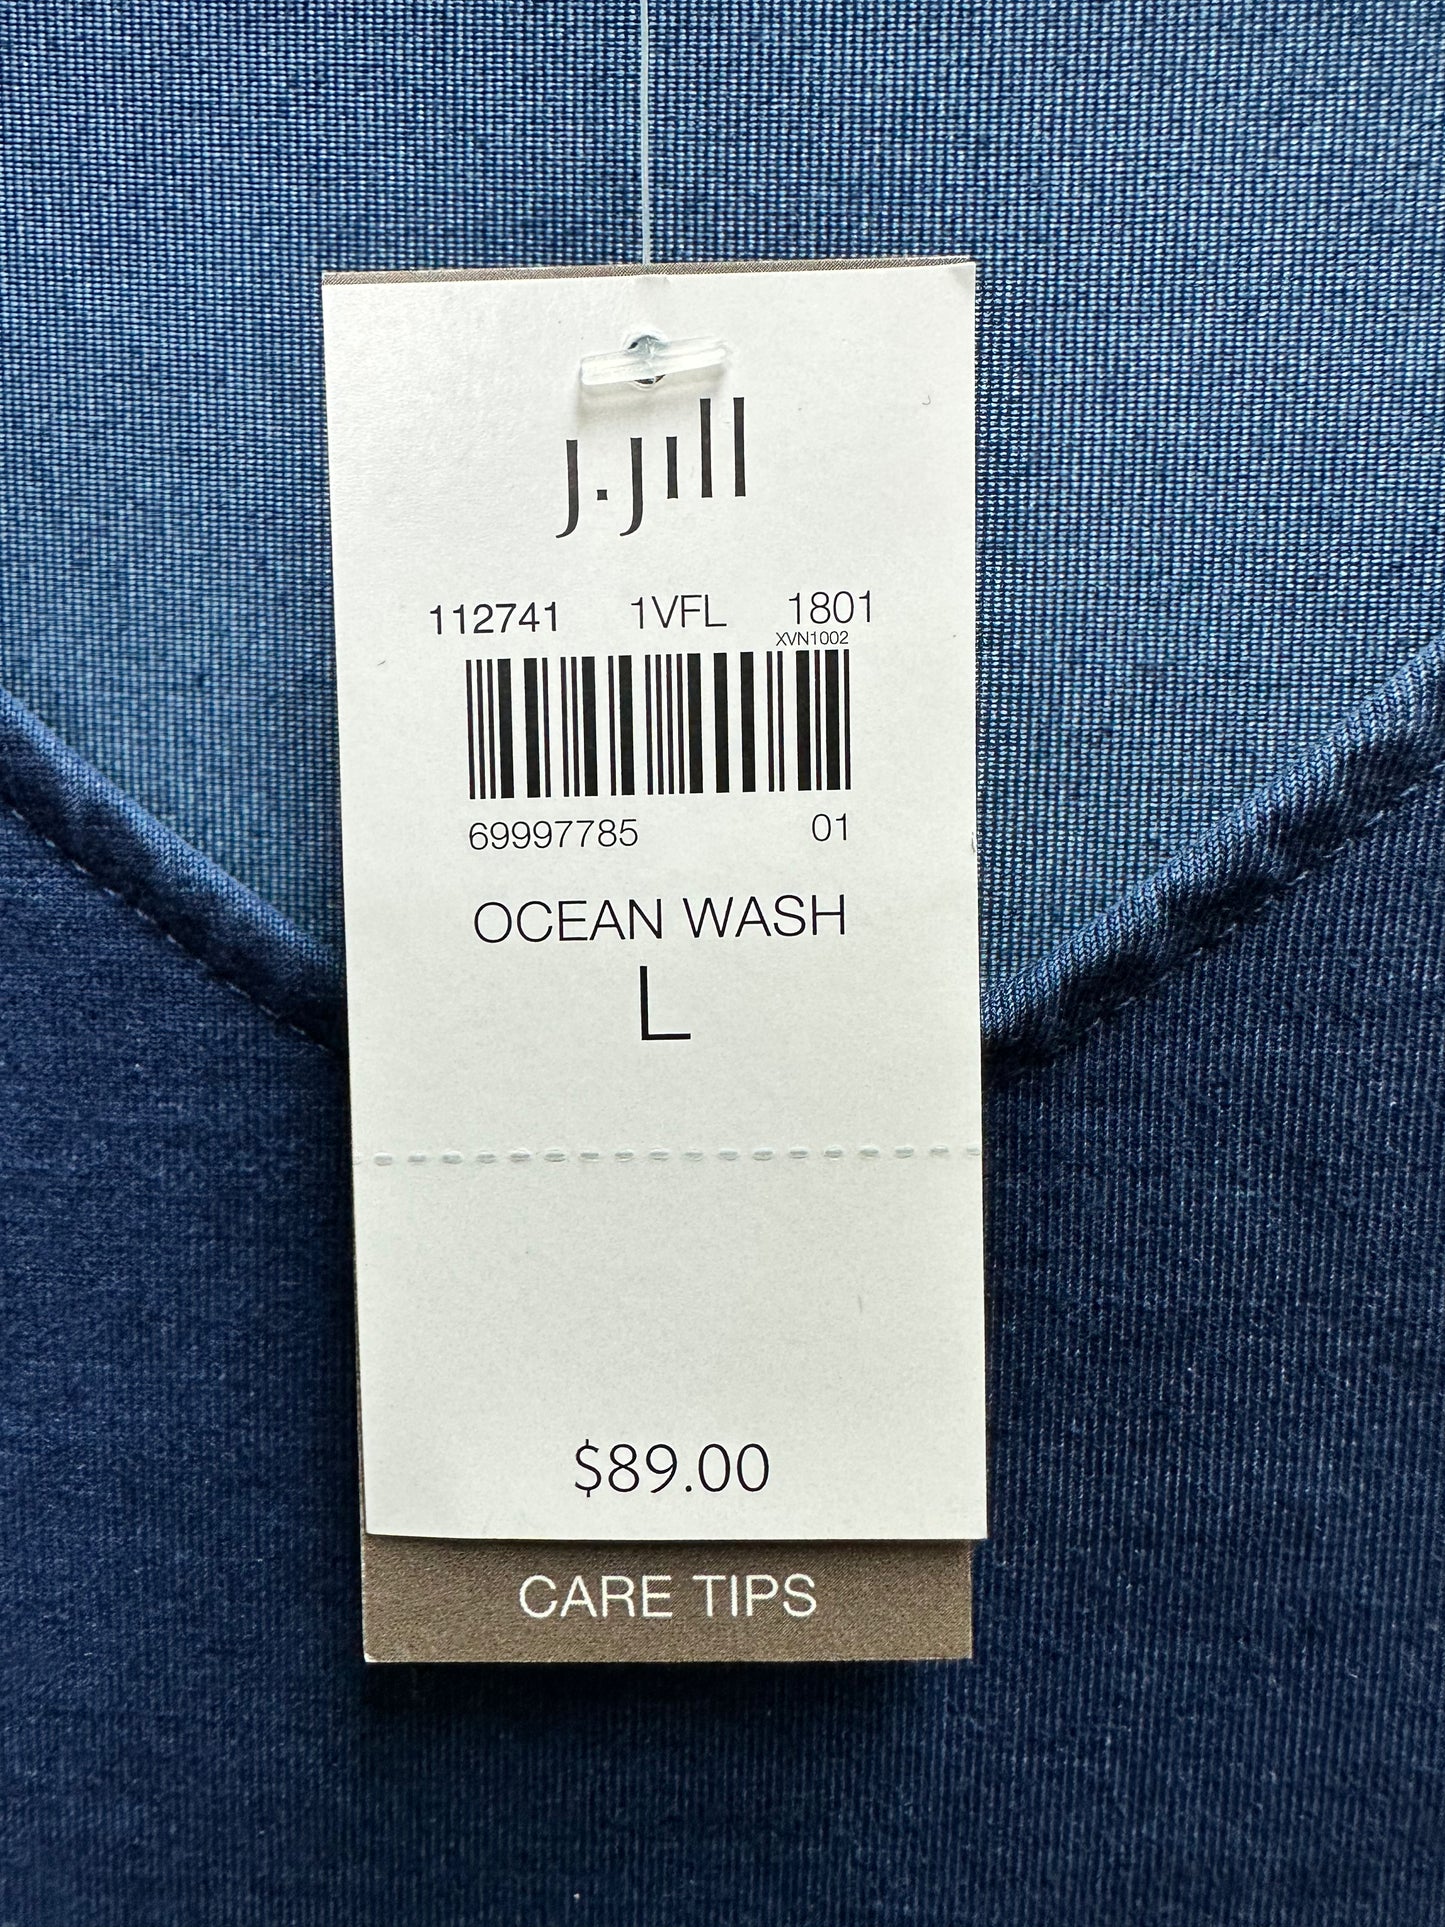 j.jill
112741 1VFL 1801
XVN1002
69997785 01
OCEAN WASH
L
$89.00
CARE TIPS